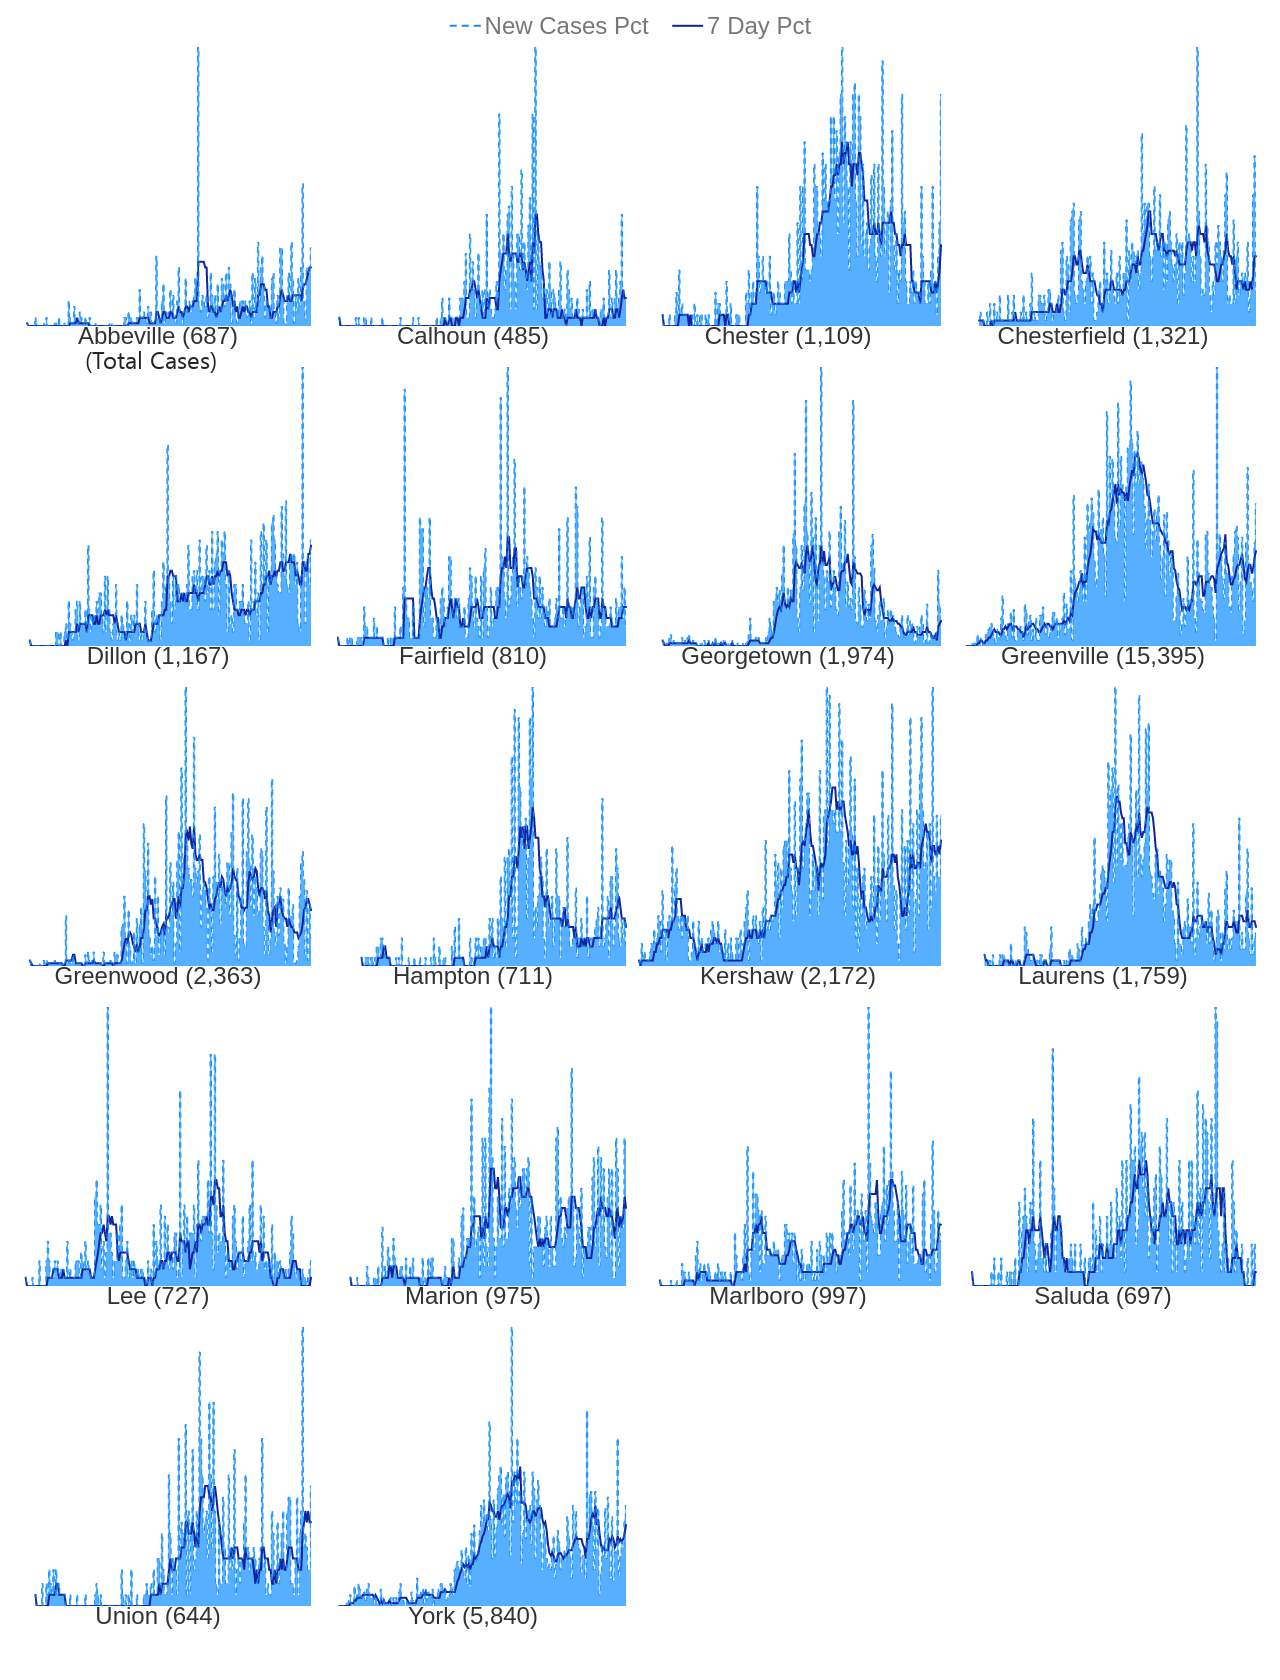 New Cases Pct 7 Day Pct
Abbeville (687) Calhoun (485) Chester (1,109) Chesterfield (1,321)
(Total Cases)
Dillon (1,167) Fairfield (810) Georgetown (1,974) Greenville (15,395)
Greenwood (2,363) Hampton (711) Kershaw (2,172) Laurens (1,759)
Lee (727) Marion (975) Marlboro (997) Saluda (697)
Union (644) York (5,840)